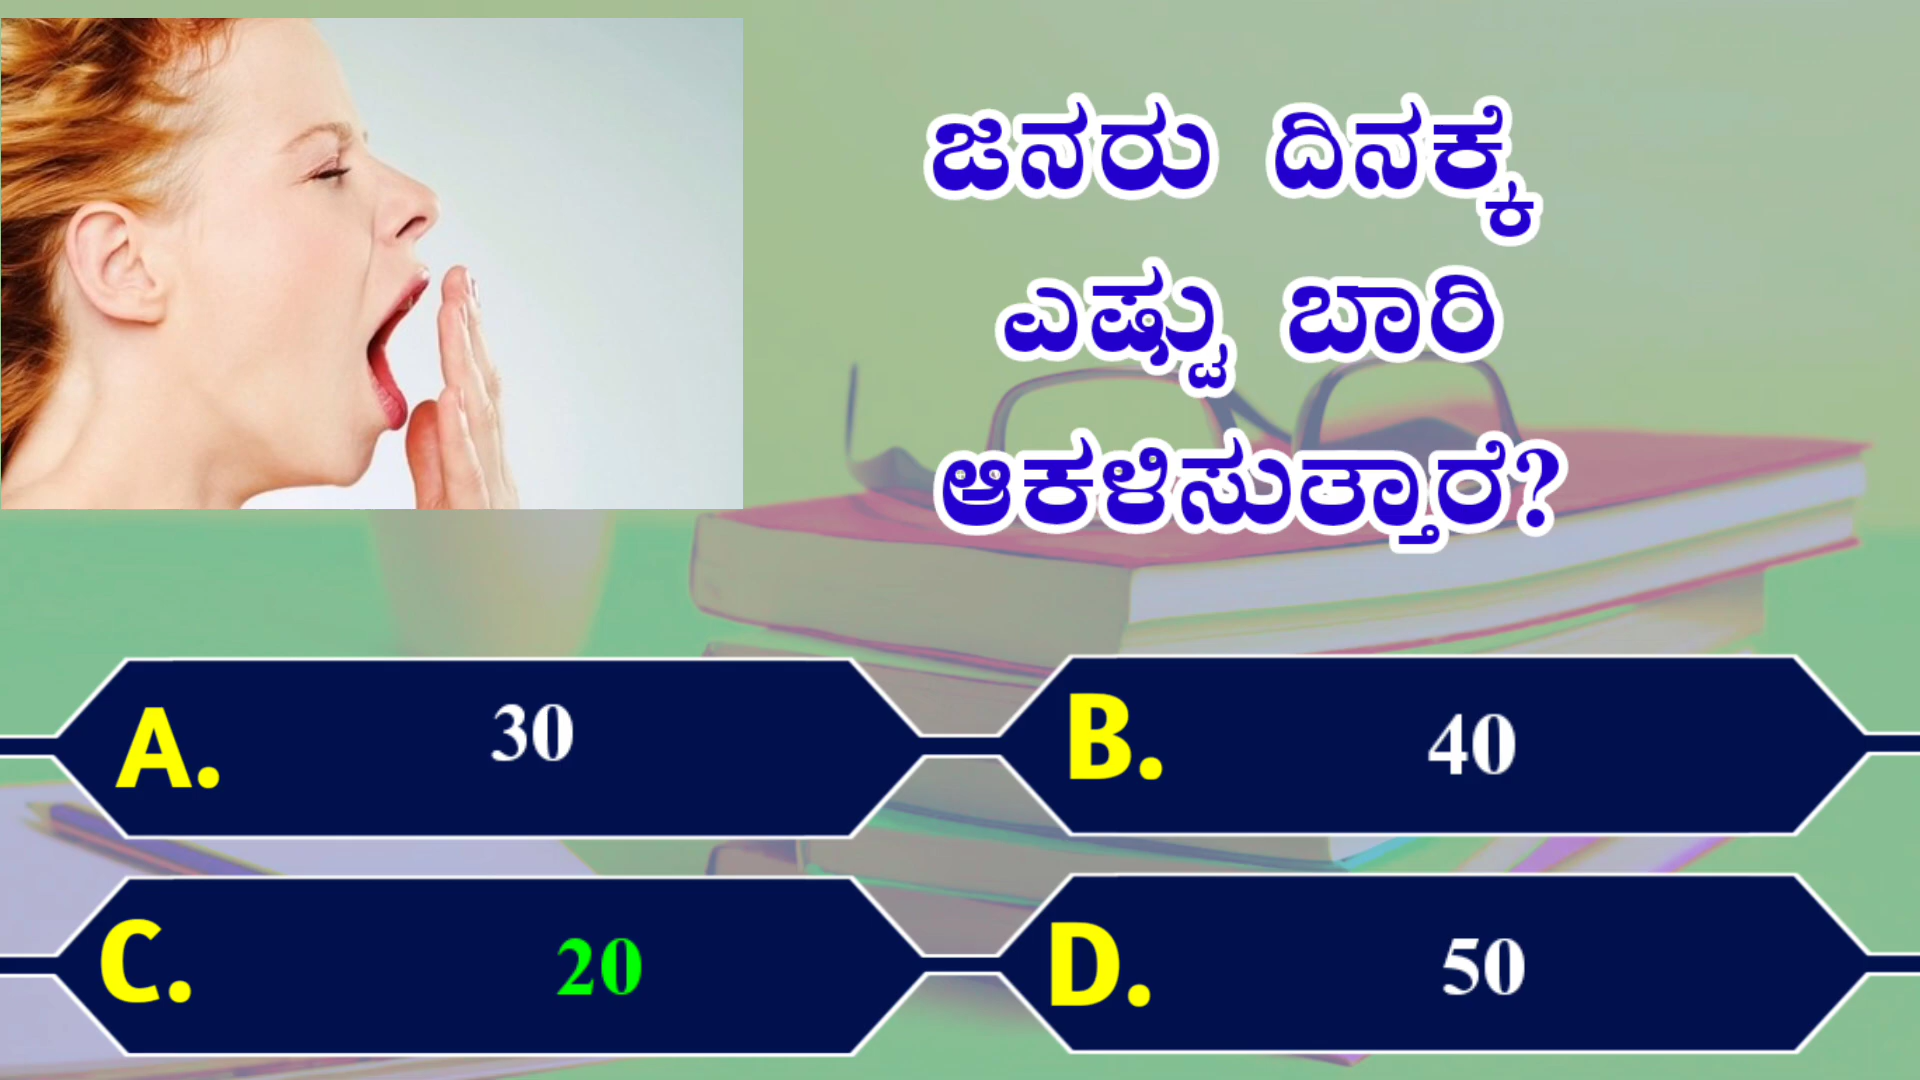 ಜನರು ದಿನಕ್ಕೆ
ಎಷ್ಟು ಬಾರಿ
ಆಕಳಿಸುತ್ತಾರೆ?
A. 30
B. 40
C. 20
D. 50